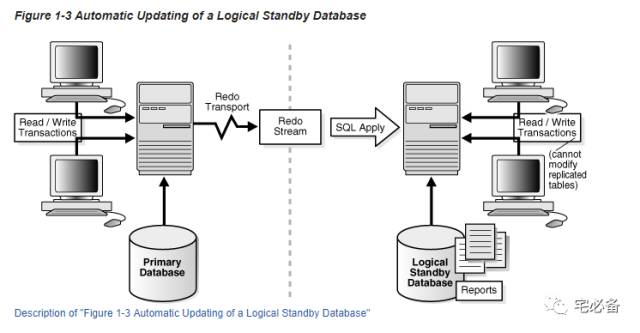 Figure 1-3 Automatic Updating of a Logical Standby Database
Redo
Transport
Read / Write
Transactions
Redo
Stream
SQL Apply
Read / Write
Transactions
(cannot
modify
replicated
tables)
Primary
Database
Logical
Standby
Database
Reports
Description of "Figure 1-3 Automatic Updating of a Logical Standby Database"
宅必备